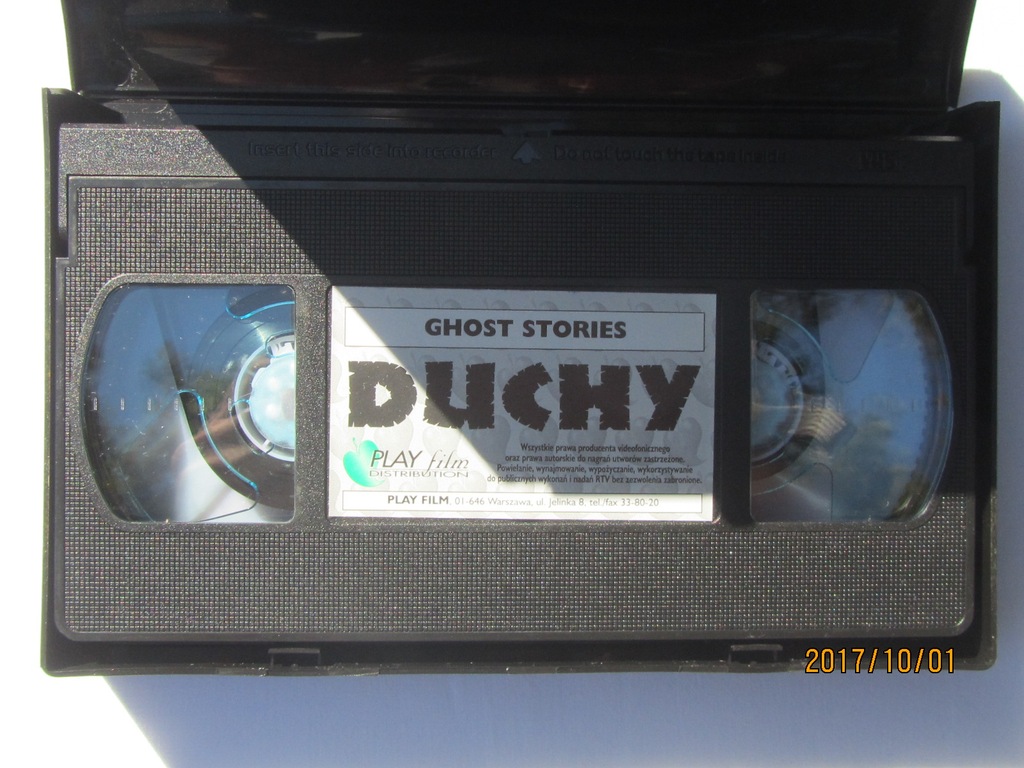 Insert this side into recorder
Do not touch the tape inside
VHS
GHOST STORIES
DUCHY
PLAY film
DISTRIBUTION
Wszystkie prawa producenta videofonicznego
oraz prawa autorskie do nagrań utworów zastrzeżone.
Powielanie, wynajmowanie, wypożyczanie, wykorzystywanie
do publicznych wykonań i nadań RTV bez zezwolenia zabronione.
PLAY FILM, 01-646 Warszawa, ul. Jelinka 8, tel./fax 33-80-20
2017/10/01